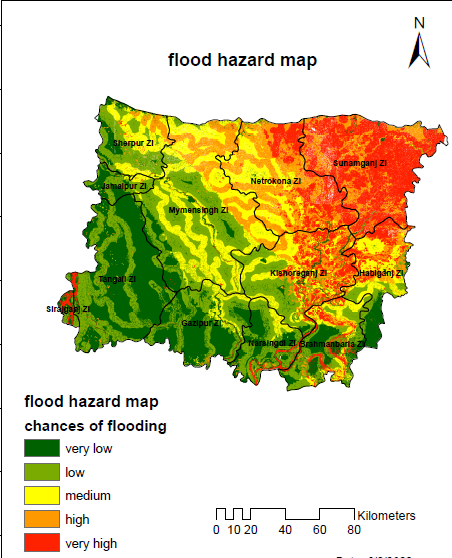 N
flood hazard map
Sherpur Zl
Sunamganj Zl
Jamalpur Zl
Netrokona Zl
Mymensingh Zl
Tangail Zl
Kishoreganj Zl
Habiganj Zl
Sirajganj Zl
Gazipur Zl
Narsingdi Zl
Brahmanbaria Zl
flood hazard map
chances of flooding
very low
low
medium
high
very high
Kilometers
0 10 20 40 60 80